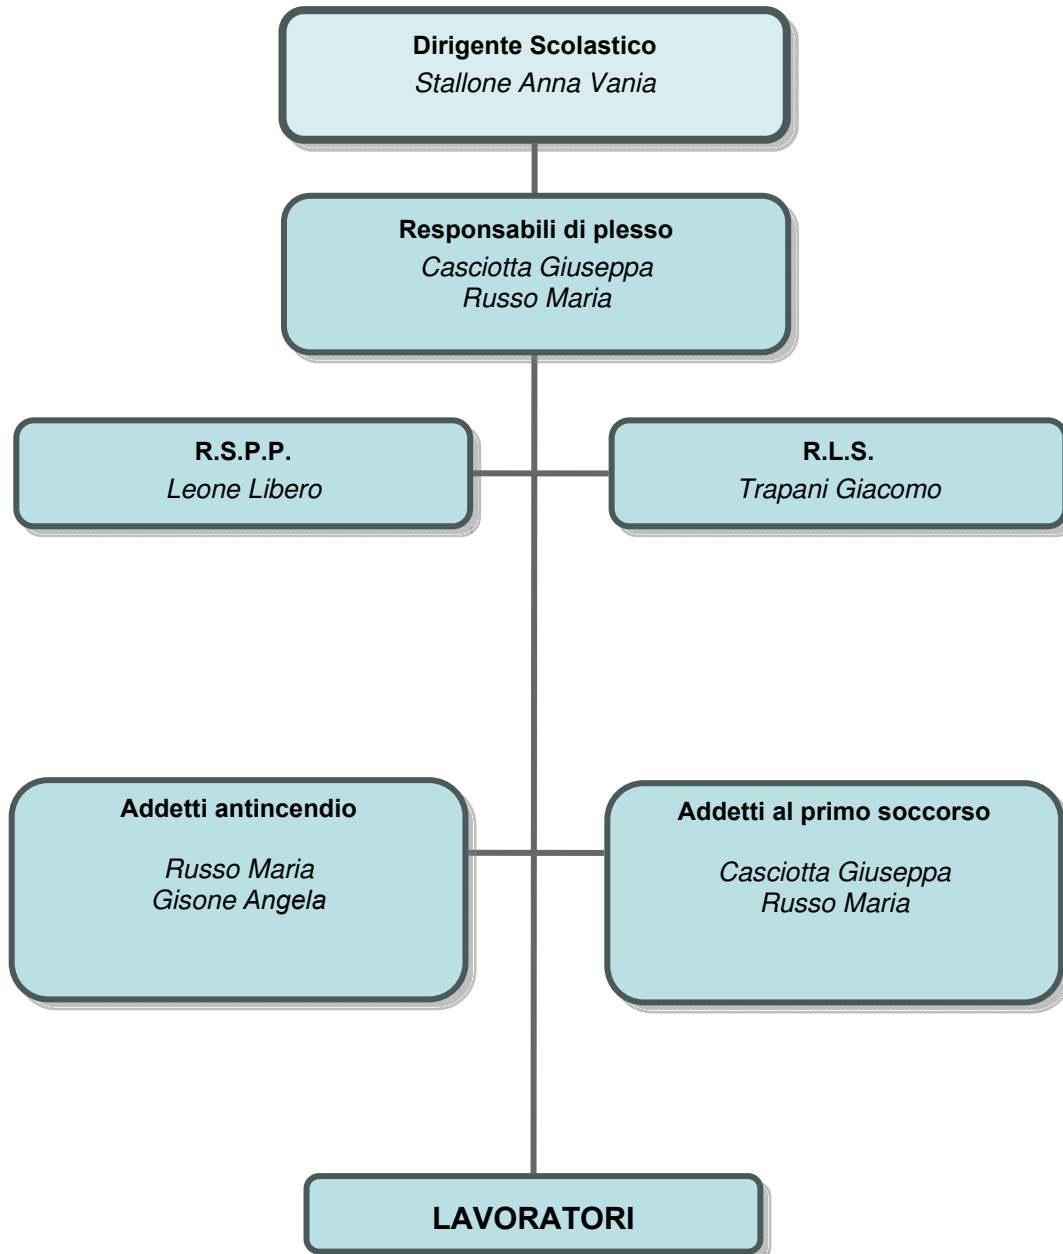 Dirigente Scolastico
Stallone Anna Vania
Responsabili di plesso
Casciotta Giuseppa
Russo Maria
R.S.P.P.
Leone Libero
R.L.S.
Trapani Giacomo
Addetti antincendio
Russo Maria
Gisone Angela
Addetti al primo soccorso
Casciotta Giuseppa
Russo Maria
LAVORATORI